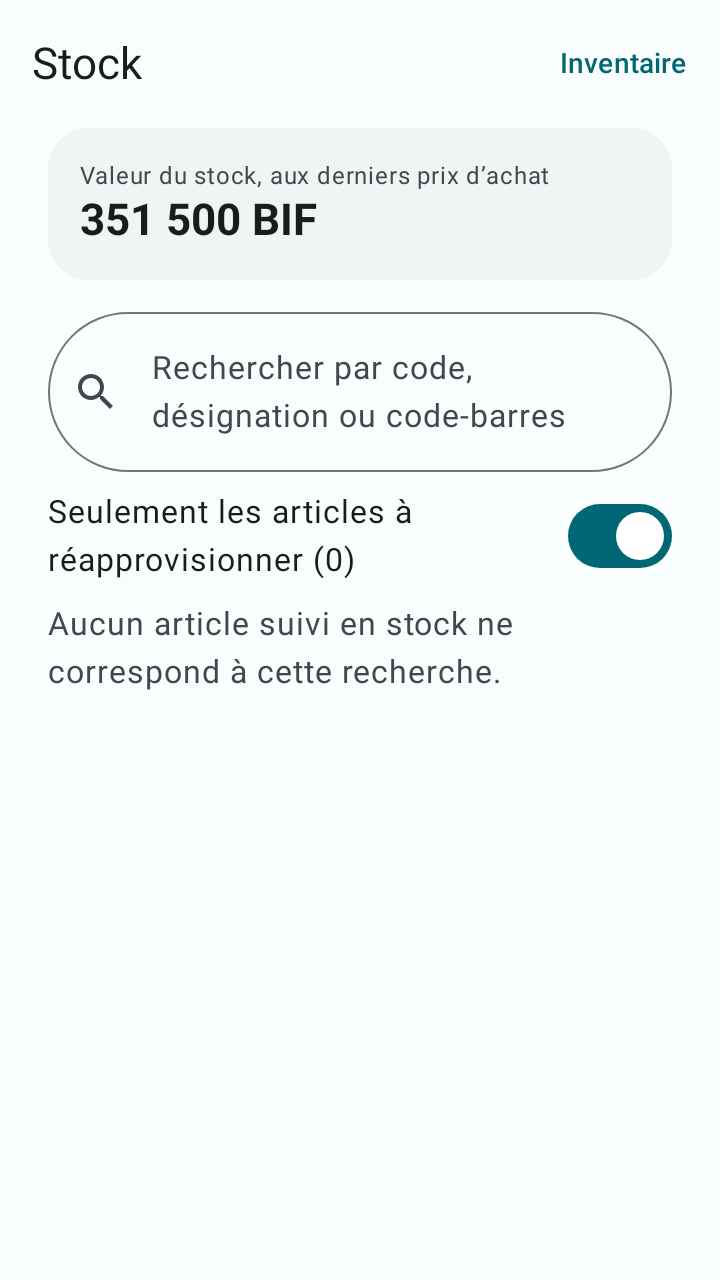 Stock
Inventaire
Valeur du stock, aux derniers prix d’achat
351 500 BIF
Rechercher par code,
désignation ou code-barres
Seulement les articles à
réapprovisionner (0)
Aucun article suivi en stock ne
correspond à cette recherche.